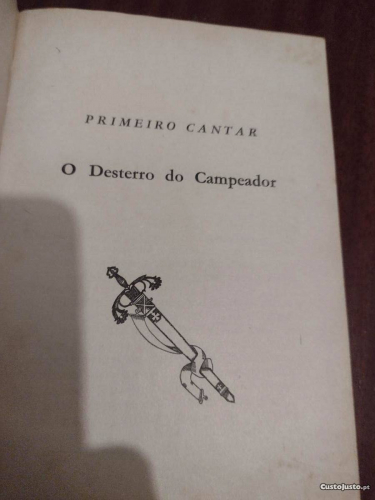 PRIMEIRO CANTAR
O Desterro do Campeador
CustoJusto.pt